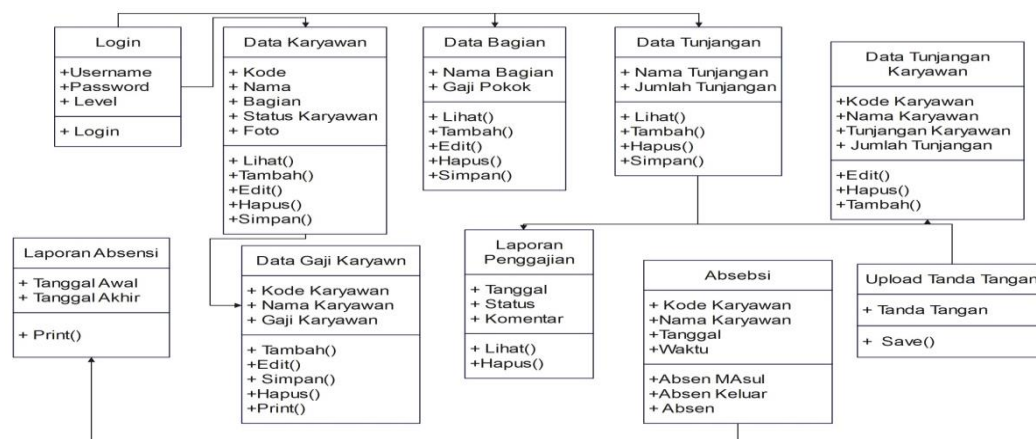 Login
+Username
+Password
+ Level
+ Login
Data Karyawan
+ Kode
+ Nama
+ Bagian
+ Status Karyawan
+ Foto
+ Lihat()
+Tambah()
+Edit()
+Hapus()
+Simpan()
Data Bagian
+ Nama Bagian
+ Gaji Pokok
+ Lihat()
+Tambah()
+Edit()
+Hapus()
+Simpan()
Data Tunjangan
+ Nama Tunjangan
+ Jumlah Tunjangan
+ Lihat()
+Tambah()
+Hapus()
+Simpan()
Data Tunjangan
Karyawan
+Kode Karyawan
+Nama Karyawan
+Tunjangan Karyawan
+ Jumlah Tunjangan
+Edit()
+Hapus()
+Tambah()
Laporan Absensi
+ Tanggal Awal
+ Tanggal Akhir
+ Print()
Data Gaji Karyawn
+ Kode Karyawan
+ Nama Karyawan
+ Gaji Karyawan
+ Tambah()
+Edit()
+ Simpan()
+Hapus()
+Print()
Laporan
Penggajian
+ Tanggal
+ Status
+ Komentar
+ Lihat()
+Hapus()
Absebsi
+ Kode Karyawan
+Nama Karyawan
+Tanggal
+Waktu
+Absen MAsul
+Absen Keluar
+ Absen
Upload Tanda Tangan
+ Tanda Tangan
+ Save()